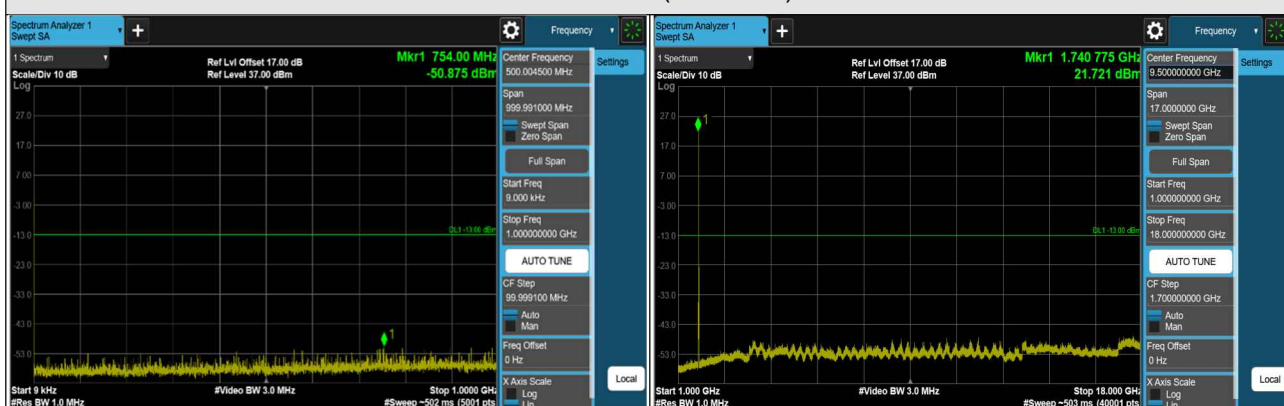 Spectrum Analyzer 1
Swept SA
+
Frequency
1 Spectrum
Scale/Div 10 dB
Log
Ref Lvl Offset 17.00 dB
Ref Level 37.00 dBm
Mkr1 754.00 MHz
-50.875 dBm
27.0
17.0
7.00
-3.00
-13.0
-23.0
-33.0
-43.0
-53.0
DL1 -13.00 dBm
1
Start 9 kHz
#Res BW 1.0 MHz
#Video BW 3.0 MHz
Stop 1.0000 GHz
#Sweep ~502 ms (5001 pts
Center Frequency
500.004500 MHz
Settings
Span
999.991000 MHz
Swept Span
Zero Span
Full Span
Start Freq
9.000 kHz
Stop Freq
1.000000000 GHz
AUTO TUNE
CF Step
99.999100 MHz
Auto
Man
Freq Offset
0 Hz
X Axis Scale
Log
Lin
Local
Spectrum Analyzer 1
Swept SA
+
Frequency
1 Spectrum
Scale/Div 10 dB
Log
Ref Lvl Offset 17.00 dB
Ref Level 37.00 dBm
Mkr1 1.740 775 GHz
21.721 dBm
27.0
17.0
7.00
-3.00
-13.0
-23.0
-33.0
-43.0
-53.0
DL1 -13.00 dBm
1
Start 1.000 GHz
#Res BW 1.0 MHz
#Video BW 3.0 MHz
Stop 18.000 GHz
#Sweep ~503 ms (40001 pts
Center Frequency
9.500000000 GHz
Settings
Span
17.0000000 GHz
Swept Span
Zero Span
Full Span
Start Freq
1.000000000 GHz
Stop Freq
18.000000000 GHz
AUTO TUNE
CF Step
1.700000000 GHz
Auto
Man
Freq Offset
0 Hz
X Axis Scale
Log
Lin
Local